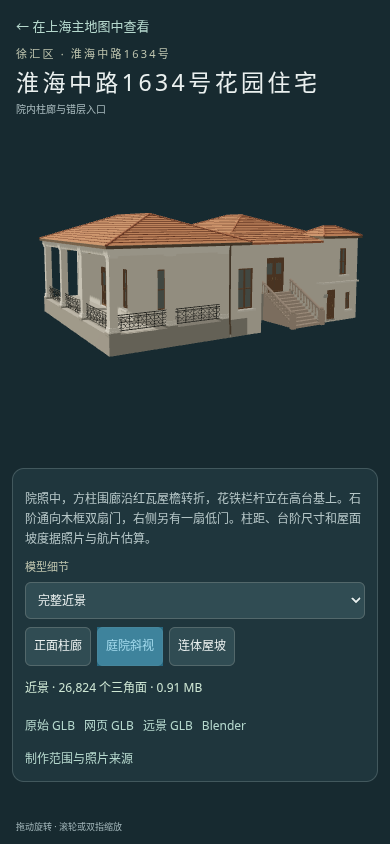 ← 在上海主地图中查看
徐汇区 · 淮海中路1634号
淮海中路1634号花园住宅
院内柱廊与错层入口
院照中，方柱围廊沿红瓦屋檐转折，花铁栏杆立在高台基上。石
阶通向木框双扇门，右侧另有一扇低门。柱距、台阶尺寸和屋面
坡度据照片与航片估算。
模型细节
完整近景
正面柱廊 庭院斜视 连体屋坡
近景 · 26,824 个三角面 · 0.91 MB
原始 GLB 网页 GLB 远景 GLB Blender
制作范围与照片来源
拖动旋转 · 滚轮或双指缩放